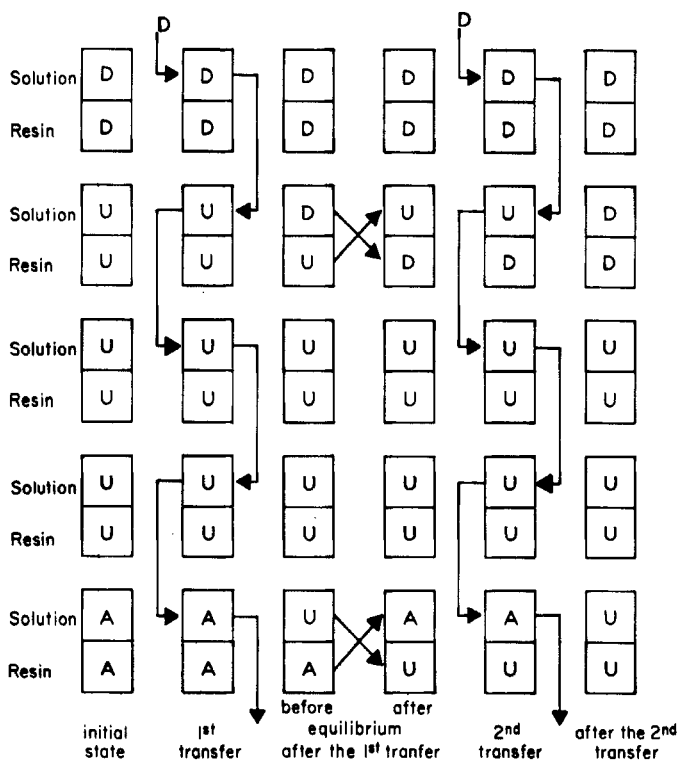 D D
Solution D D D D D D
Resin D D D D D D
Solution U U D U U D
Resin U U U D D D
Solution U U U U U U
Resin U U U U U U
Solution U U U U U U
Resin U U U U U U
Solution A A U A A U
Resin A A A U U U
before after
initial 1st equilibrium 2nd after the 2nd
state transfer after the 1st tranfer transfer transfer